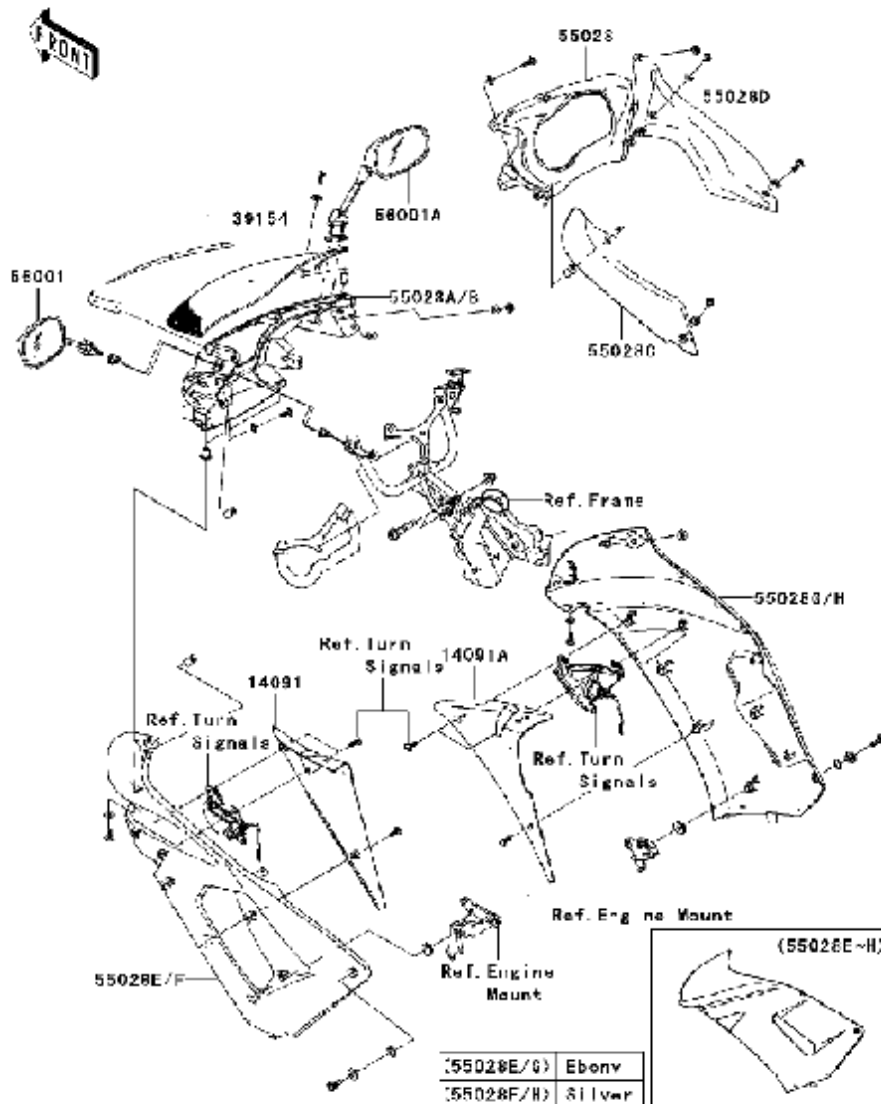 FRONT
55028
55028D
39154
56001A
56001
55028A/B
55028C
Ref.Frame
55028G/H
Ref.Turn
Signals
14091A
14091
Ref.Turn
Signals
Ref.Turn
Signals
Ref.Engine Mount
(55028E~H)
55028E/F
Ref.Engine
Mount
(55028E/G) Ebony
(55028F/H) Silver